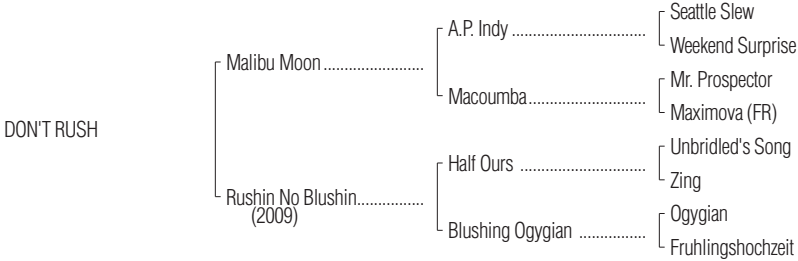 Seattle Slew
A.P. Indy ................................
Weekend Surprise
Malibu Moon ........................
Mr. Prospector
Macoumba............................
Maximova (FR)
DON'T RUSH
Unbridled's Song
Half Ours ..............................
Zing
Rushin No Blushin................
(2009)
Ogygian
Blushing Ogygian ................
Fruhlingshochzeit